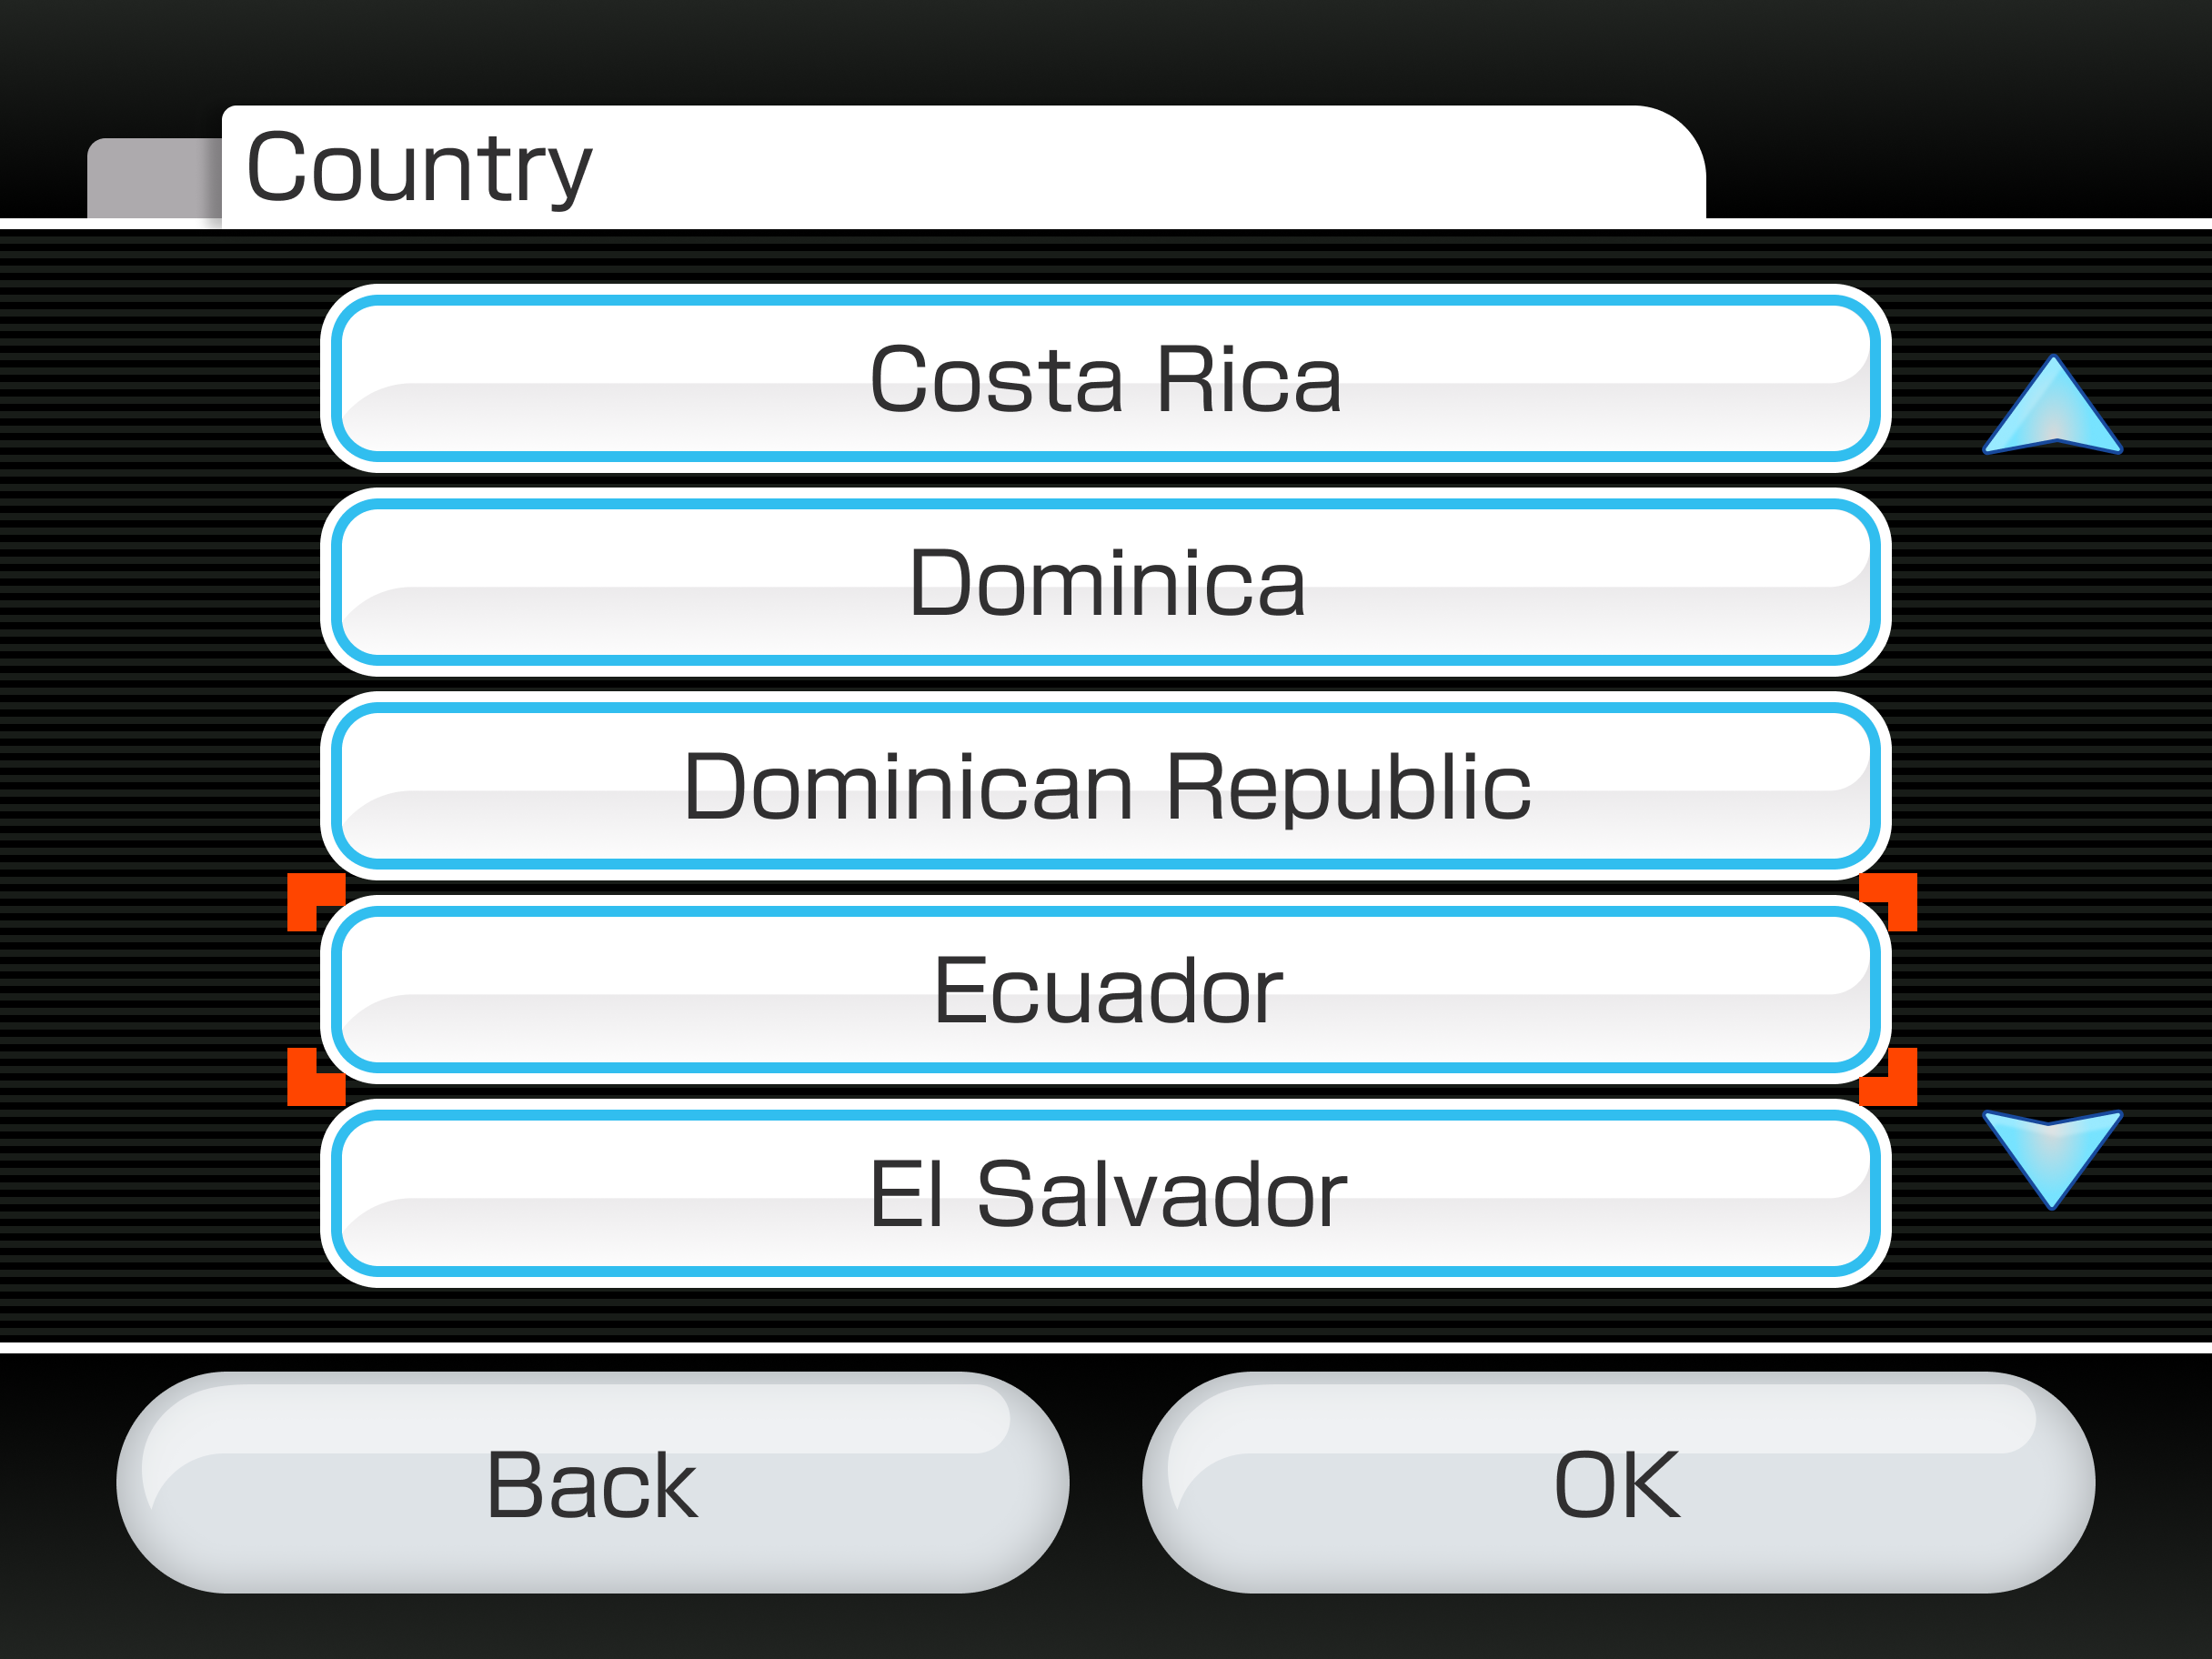 Country
Costa Rica
Dominica
Dominican Republic
Ecuador
El Salvador
Back
OK